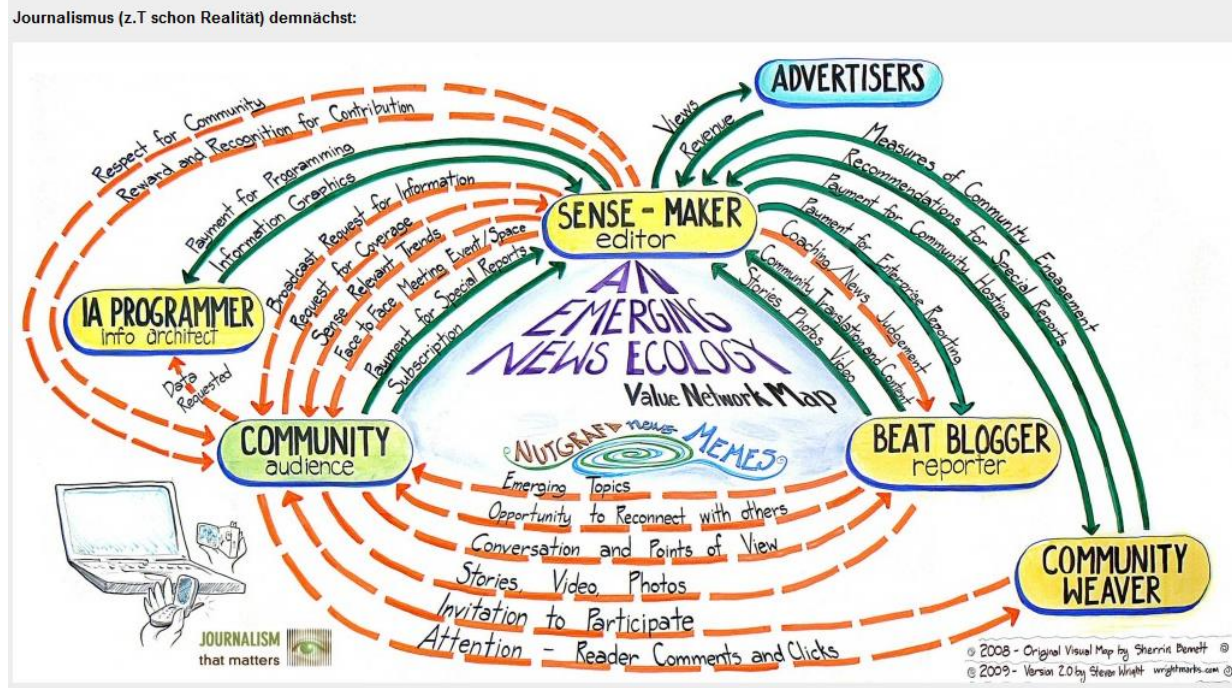 Journalismus (z.T schon Realität) demnächst:
ADVERTISERS
Views
Revenue
Respect for Community
Reward and Recognition for Contribution
Payment for Programming
Information Graphics
Broadcast Request for Information
Request for Coverage
Sense Relevant Trends
Face to Face Meeting Event/Space
Payment for Special Reports
Subscription
SENSE - MAKER
editor
Measures of Community Engagement
Recommendations for Special Reports
Payment for Community Hosting
Payment for Enterprise Reporting
Coaching/News Judgement
Community Translation and Content
Stories, Photos, Video
IA PROGRAMMER
info architect
Data
Requested
AN
EMERGING
NEWS ECOLOGY
Value Network Map
COMMUNITY
audience
NUTGRAF news MEMES
BEAT BLOGGER
reporter
Emerging Topics
Opportunity to Reconnect with others
Conversation and Points of View
Stories, Video, Photos
Invitation to Participate
Attention - Reader Comments and Clicks
COMMUNITY
WEAVER
JOURNALISM
that matters
© 2008 - Original Visual Map by Sherrin Bennett ©
© 2009 - Version 2.0 by Steven Wright wrightmarks.com ©